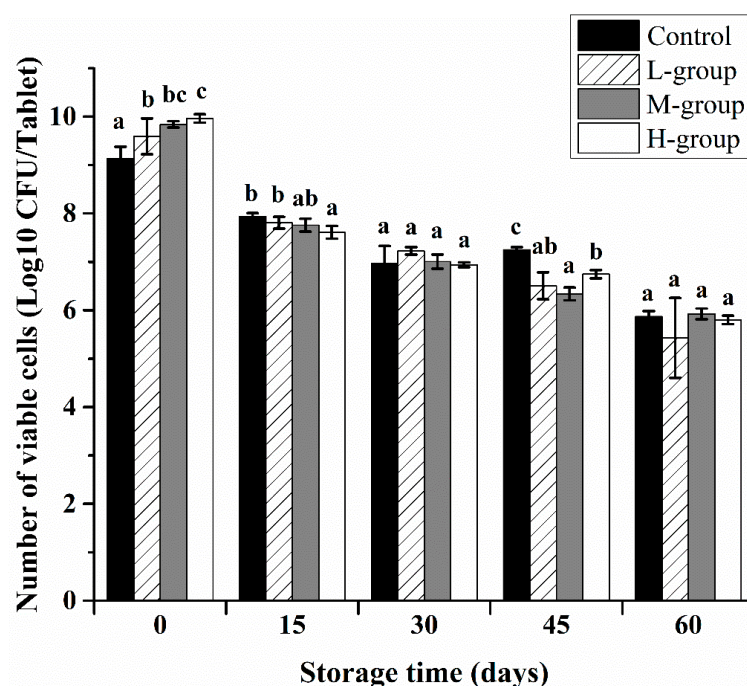 Control
L-group
M-group
H-group
Number of viable cells (Log10 CFU/Tablet)
10
8
6
4
2
0
a b bc c
b b ab a
a a a a
c ab a b
a a a a
0 15 30 45 60
Storage time (days)